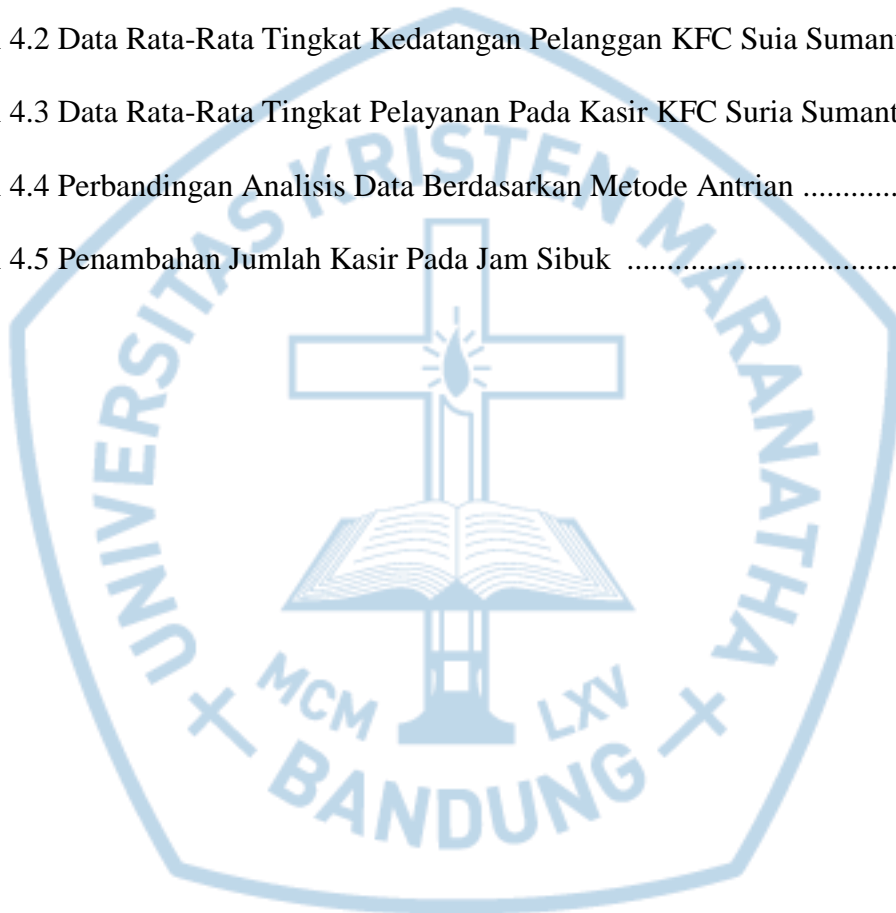 4.2 Data Rata-Rata Tingkat Kedatangan Pelanggan KFC Suia
4.3 Data Rata-Rata Tingkat Pelayanan Pada Kasir KFC Suria
4.4 Perbandingan Analisis Data Berdasarkan Metode Antrian ............
4.5 Penambahan Jumlah Kasir Pada Jam Sibuk ..................................
UNIVERSITAS KRISTEN MARANATHA
MCM LXV
BANDUNG